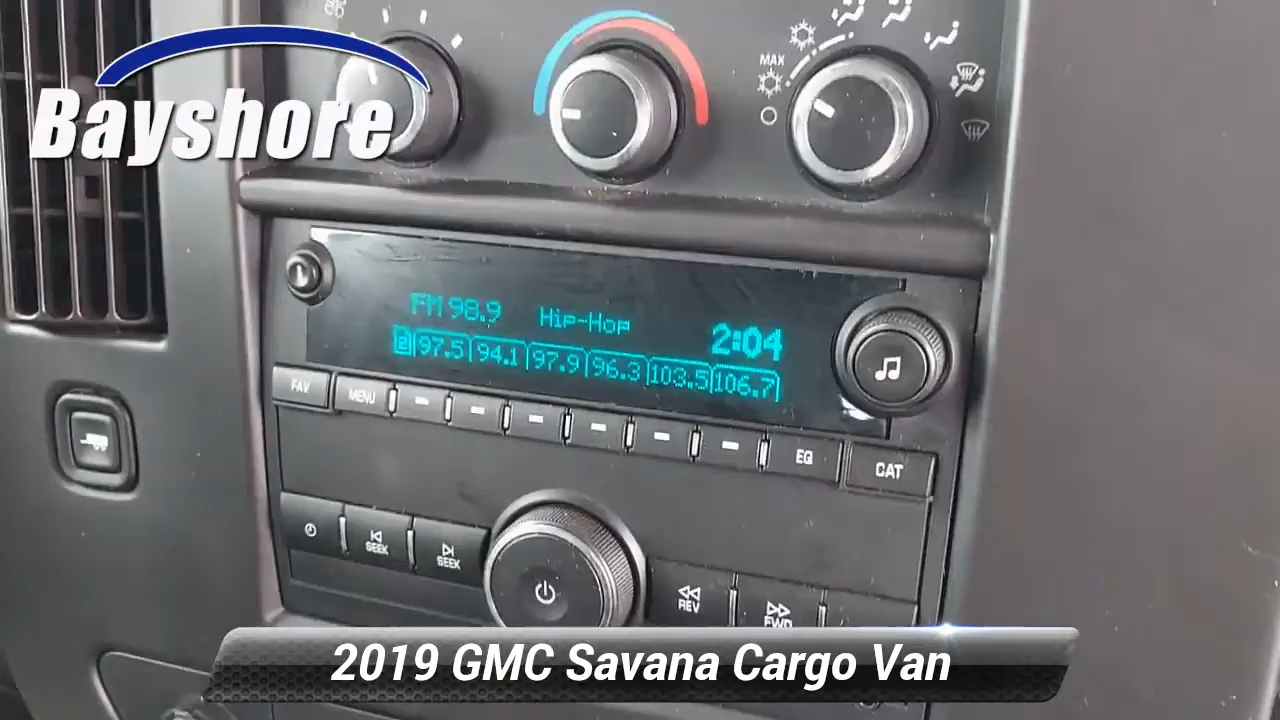 Bayshore
MAX
FM 98.9 Hip-Hop 2:04
2 97.5 94.1 97.9 96.3 103.5 106.7
FAV MENU EQ CAT
SEEK SEEK REV FWD
2019 GMC Savana Cargo Van